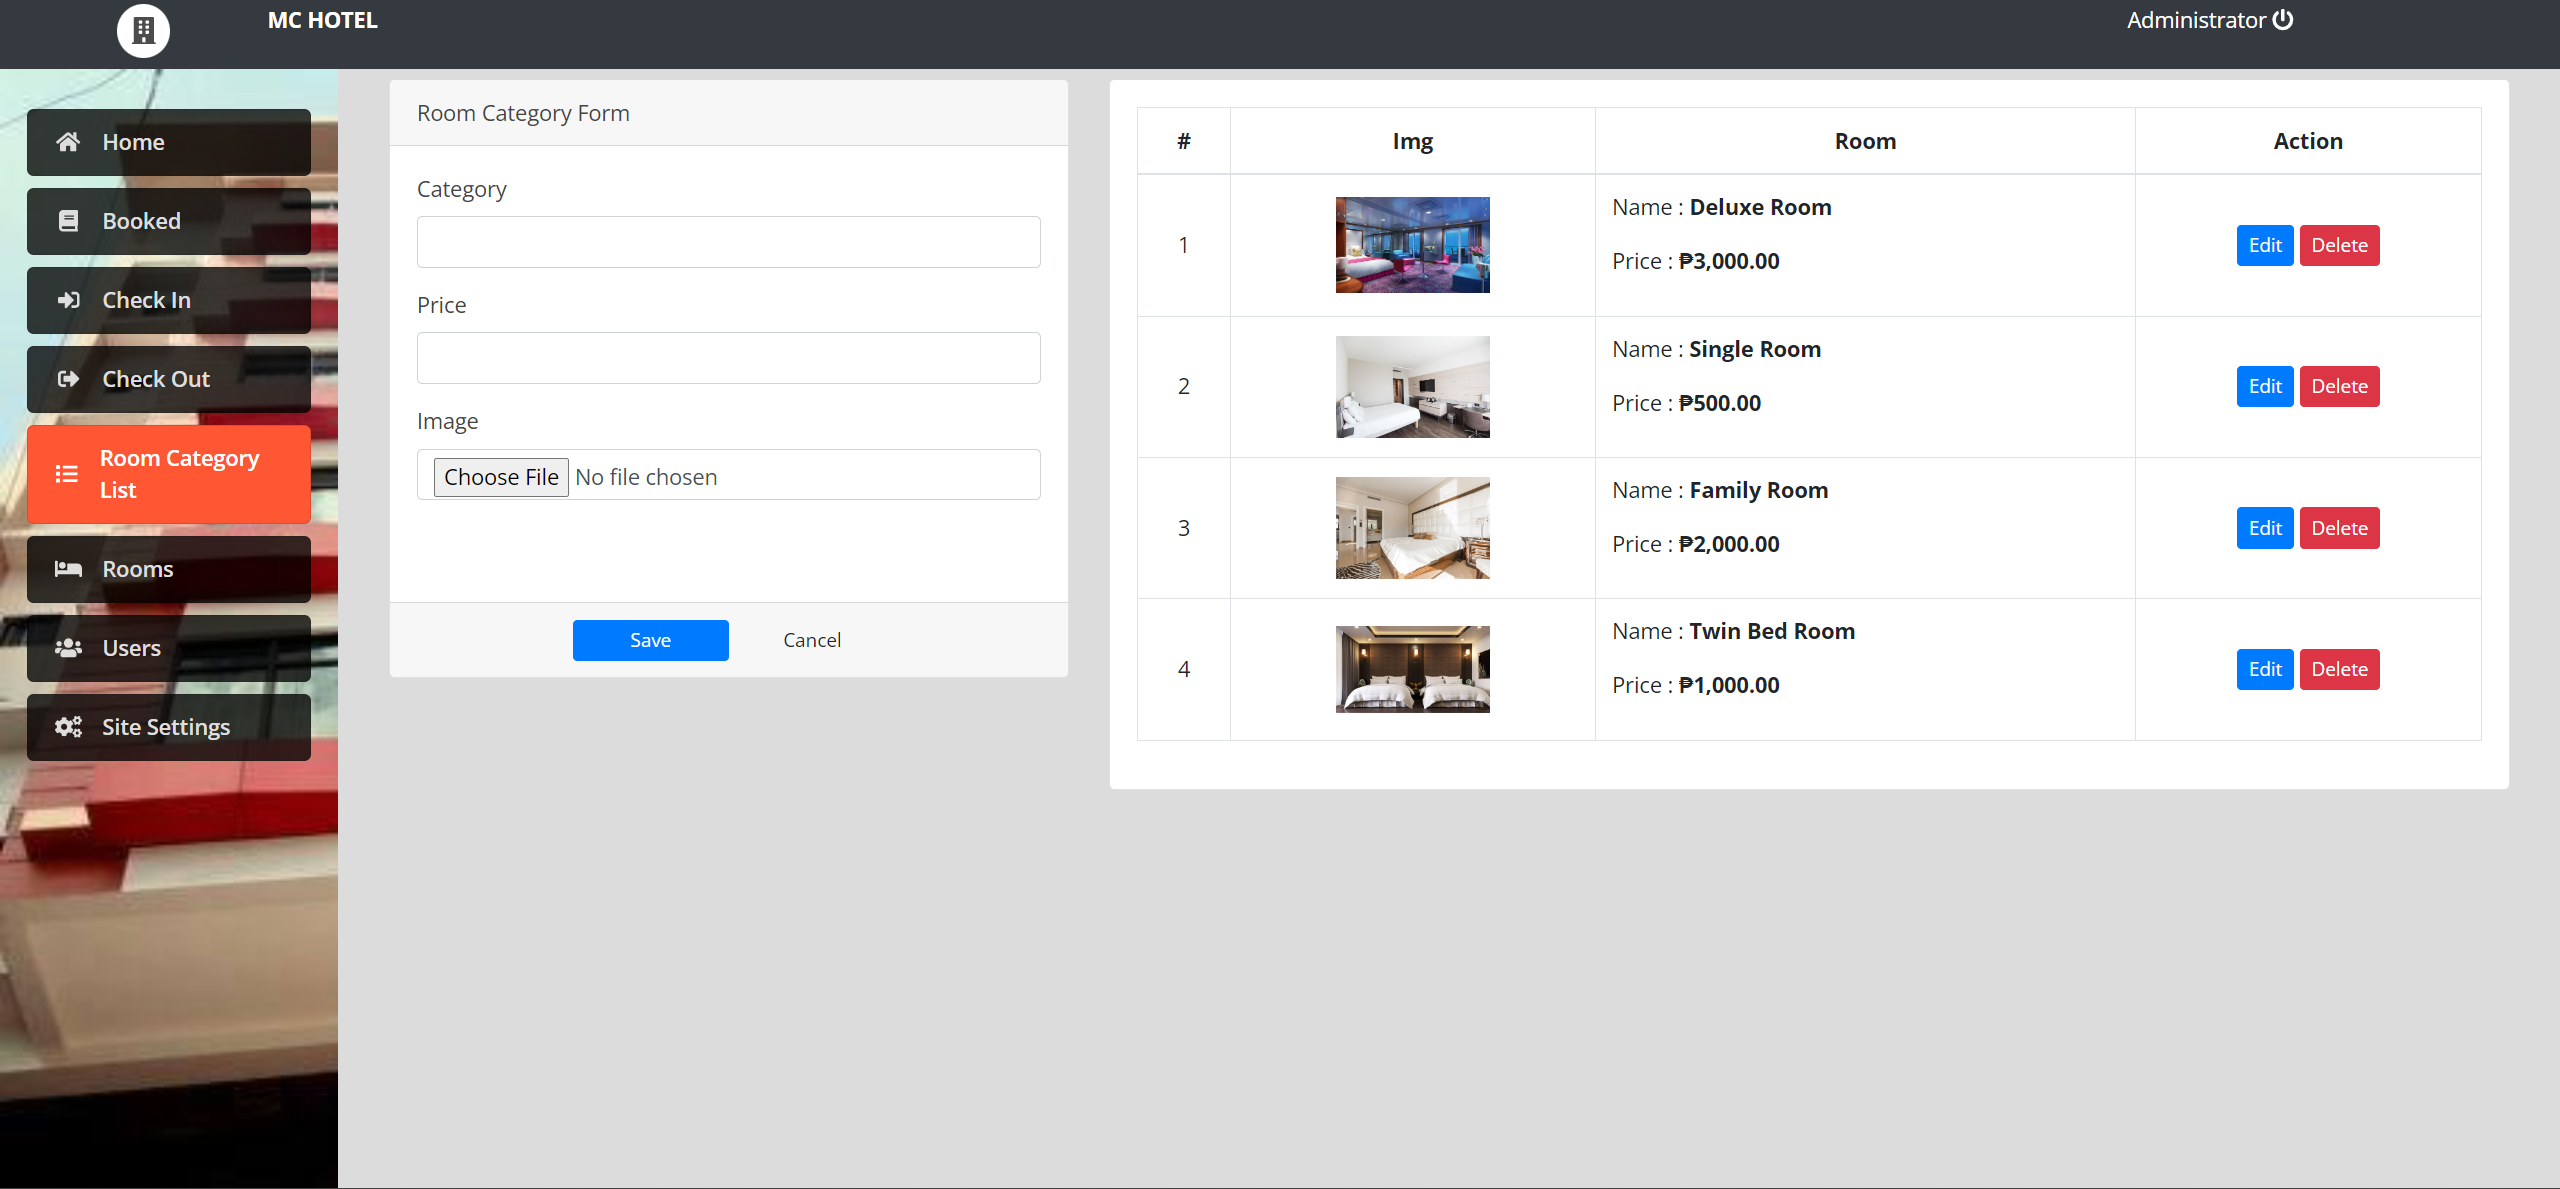 MC HOTEL
Administrator
Home
Booked
Check In
Check Out
Room Category
List
Rooms
Users
Site Settings
Room Category Form
Category
Price
Image
Choose File No file chosen
Save Cancel
# Img Room Action
1
Name : Deluxe Room
Price : ₱3,000.00
Edit Delete
2
Name : Single Room
Price : ₱500.00
Edit Delete
3
Name : Family Room
Price : ₱2,000.00
Edit Delete
4
Name : Twin Bed Room
Price : ₱1,000.00
Edit Delete